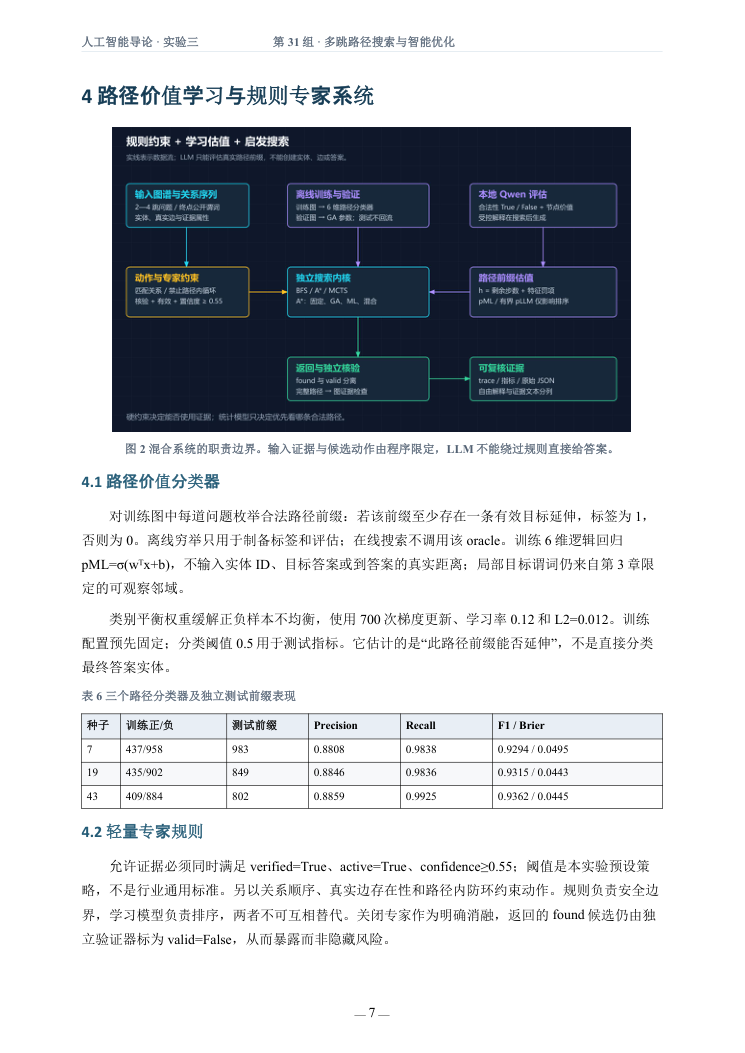 人工智能导论 · 实验三 第 31 组 · 多跳路径搜索与智能优化
4 路径价值学习与规则专家系统
规则约束 + 学习估值 + 启发搜索
实线表示数据流；LLM 只能评估真实路径前缀，不能创建实体、边或答案。
输入图谱与关系序列
2—4 跳问题 / 终点公开谓词
实体、真实边与证据属性
离线训练与验证
训练图 → 6 维路径分类器
验证图 → GA 参数；测试不回流
本地 Qwen 评估
合法性 True / False + 节点价值
受控解释在搜索后生成
动作与专家约束
匹配关系 / 禁止路径内循环
核验 + 有效 + 置信度 ≥ 0.55
独立搜索内核
BFS / A* / MCTS
A*：固定、GA、ML、混合
路径前缀估值
h = 剩余步数 + 特征罚项
pML / 有界 pLLM 仅影响排序
返回与独立核验
found 与 valid 分离
完整路径 → 图证据检查
可复核证据
trace / 指标 / 原始 JSON
自由解释与证据文本分列
硬约束决定能否使用证据；统计模型只决定优先看哪条合法路径。
图 2 混合系统的职责边界。输入证据与候选动作由程序限定，LLM 不能绕过规则直接给答案。
4.1 路径价值分类器
对训练图中每道问题枚举合法路径前缀：若该前缀至少存在一条有效目标延伸，标签为 1，
否则为 0。离线穷举只用于制备标签和评估；在线搜索不调用该 oracle。训练 6 维逻辑回归
pML=σ(wᵀx+b)，不输入实体 ID、目标答案或到答案的真实距离；局部目标谓词仍来自第 3 章限
定的可观察邻域。
类别平衡权重缓解正负样本不均衡，使用 700 次梯度更新、学习率 0.12 和 L2=0.012。训练
配置预先固定；分类阈值 0.5 用于测试指标。它估计的是“此路径前缀能否延伸”，不是直接分类
最终答案实体。
表 6 三个路径分类器及独立测试前缀表现
种子 训练正/负 测试前缀 Precision Recall F1 / Brier
7 437/958 983 0.8808 0.9838 0.9294 / 0.0495
19 435/902 849 0.8846 0.9836 0.9315 / 0.0443
43 409/884 802 0.8859 0.9925 0.9362 / 0.0445
4.2 轻量专家规则
允许证据必须同时满足 verified=True、active=True、confidence≥0.55；阈值是本实验预设策
略，不是行业通用标准。另以关系顺序、真实边存在性和路径内防环约束动作。规则负责安全边
界，学习模型负责排序，两者不可互相替代。关闭专家作为明确消融，返回的 found 候选仍由独
立验证器标为 valid=False，从而暴露而非隐藏风险。
— 7 —